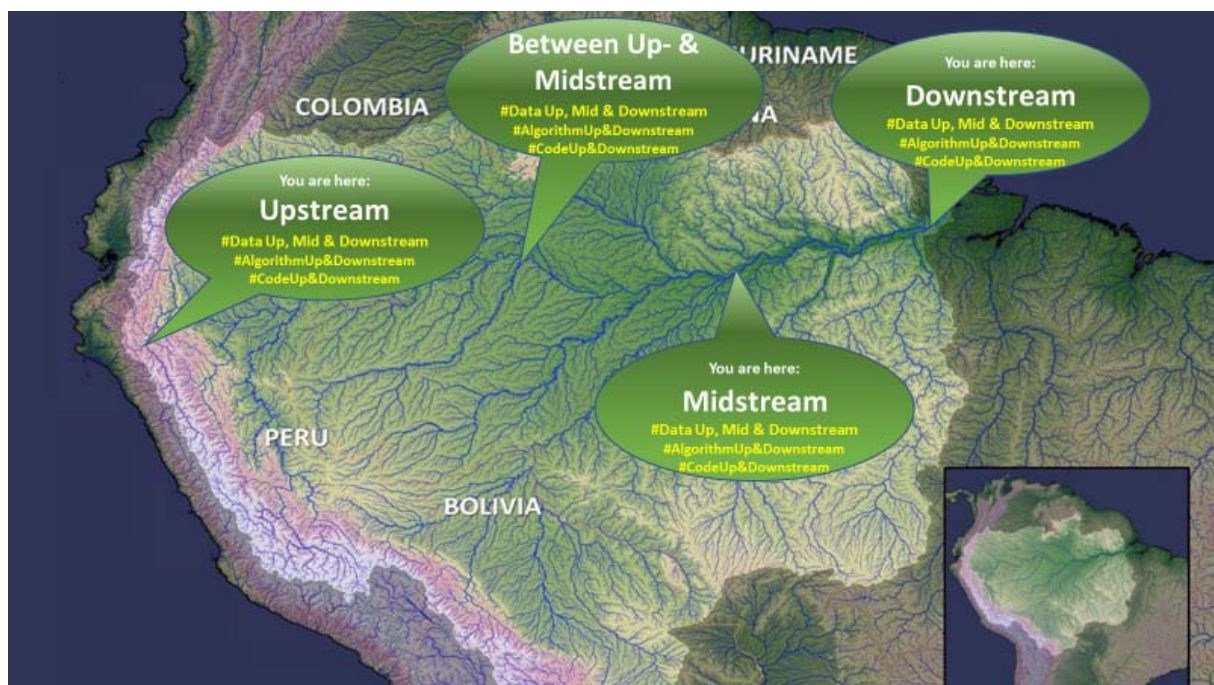 Between Up- &
Midstream
#Data Up, Mid & Downstream
#AlgorithmUp&Downstream
#CodeUp&Downstream
URINAME
NA
You are here:
Downstream
#Data Up, Mid & Downstream
#AlgorithmUp&Downstream
#CodeUp&Downstream
COLOMBIA
You are here:
Upstream
#Data Up, Mid & Downstream
#AlgorithmUp&Downstream
#CodeUp&Downstream
You are here:
Midstream
#Data Up, Mid & Downstream
#AlgorithmUp&Downstream
#CodeUp&Downstream
PERU
BOLIVIA